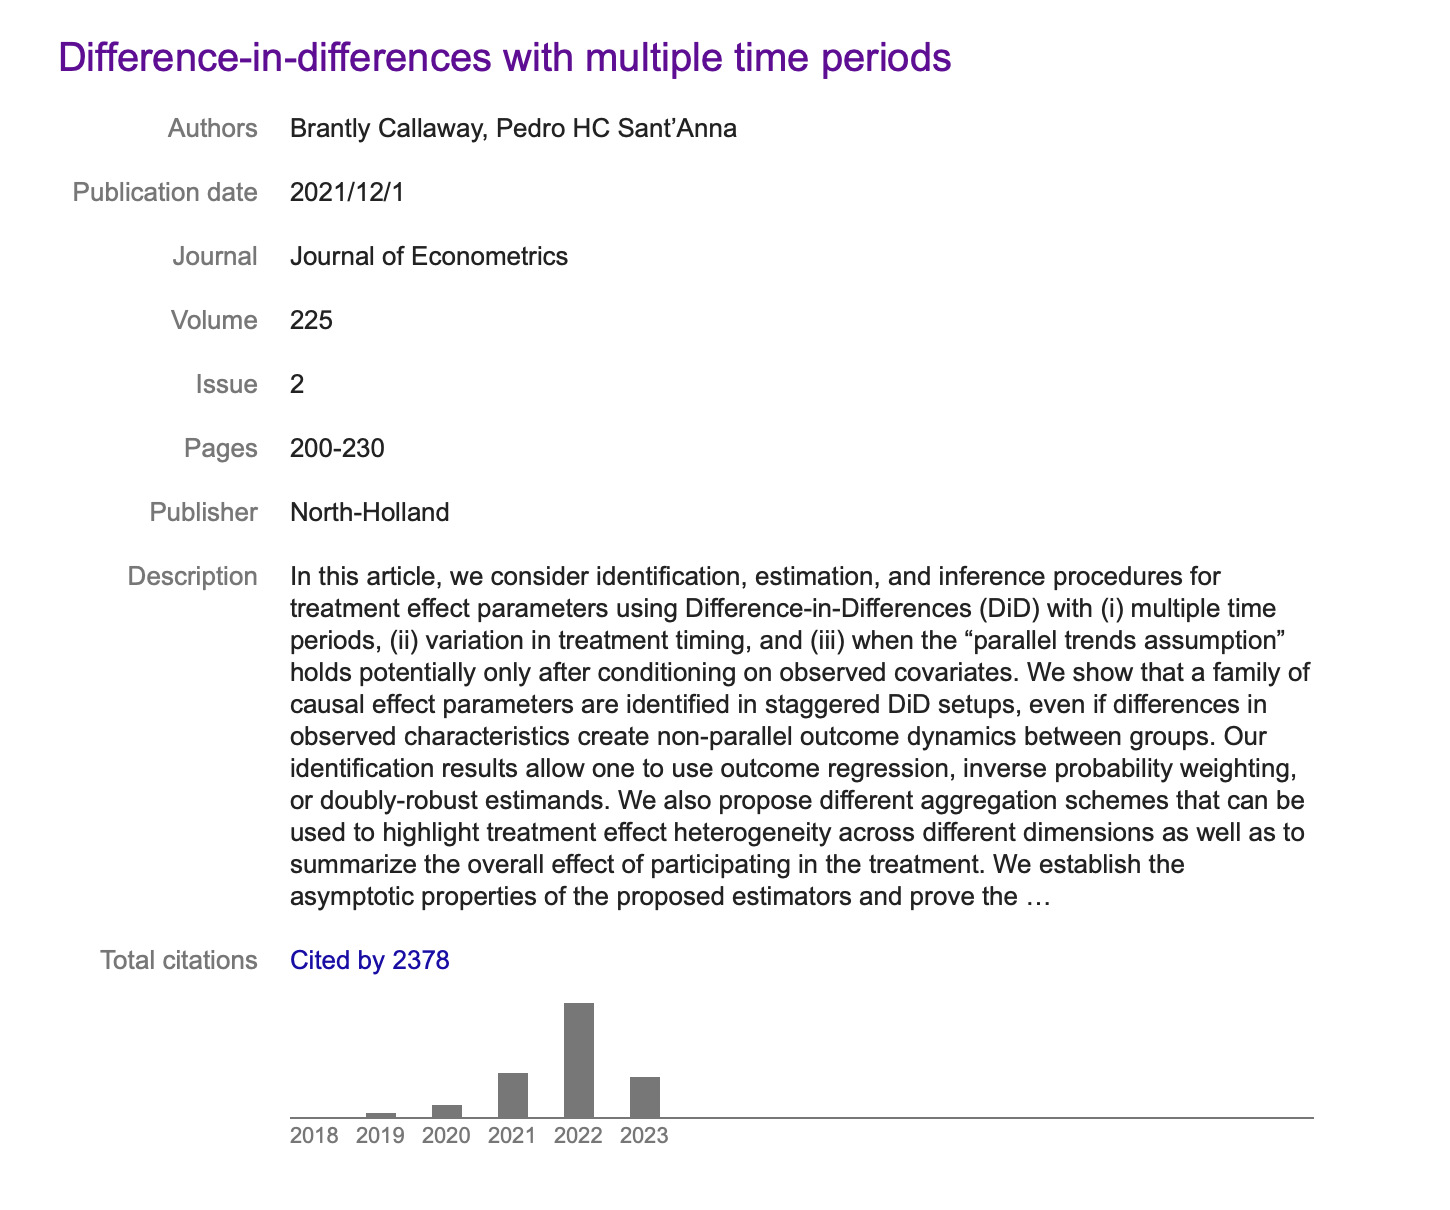 Difference-in-differences with multiple time periods
Authors Brantly Callaway, Pedro HC Sant’Anna
Publication date 2021/12/1
Journal Journal of Econometrics
Volume 225
Issue 2
Pages 200-230
Publisher North-Holland
Description In this article, we consider identification, estimation, and inference procedures for
treatment effect parameters using Difference-in-Differences (DiD) with (i) multiple time
periods, (ii) variation in treatment timing, and (iii) when the “parallel trends assumption”
holds potentially only after conditioning on observed covariates. We show that a family of
causal effect parameters are identified in staggered DiD setups, even if differences in
observed characteristics create non-parallel outcome dynamics between groups. Our
identification results allow one to use outcome regression, inverse probability weighting,
or doubly-robust estimands. We also propose different aggregation schemes that can be
used to highlight treatment effect heterogeneity across different dimensions as well as to
summarize the overall effect of participating in the treatment. We establish the
asymptotic properties of the proposed estimators and prove the …
Total citations Cited by 2378
2018 2019 2020 2021 2022 2023